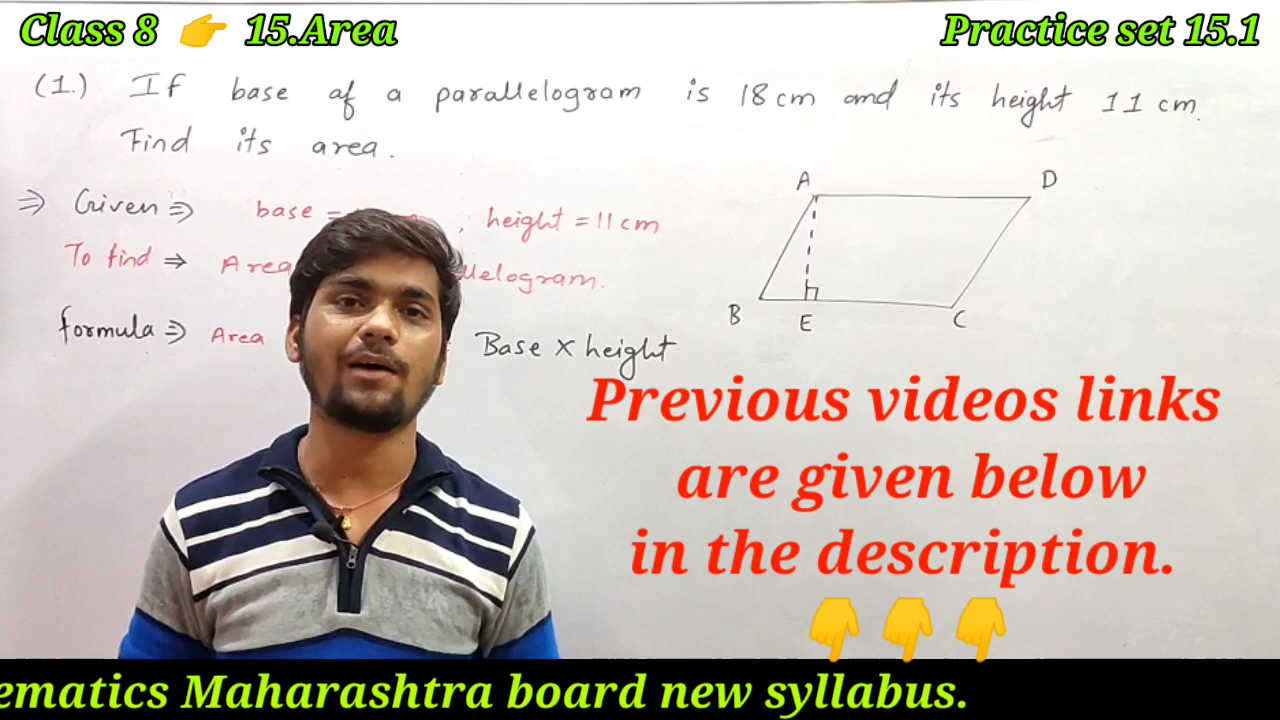 Class 8 👉 15.Area
Practice set 15.1
(1.) If base of a parallelogram is 18 cm and its height 11 cm.
Find its area.
⇒ Given ⇒ base = , height = 11 cm
To find ⇒ Area llelogram.
formula ⇒ Area = Base × height
A
D
B
E
C
Previous videos links
are given below
in the description.
👇👇👇
ematics Maharashtra board new syllabus.